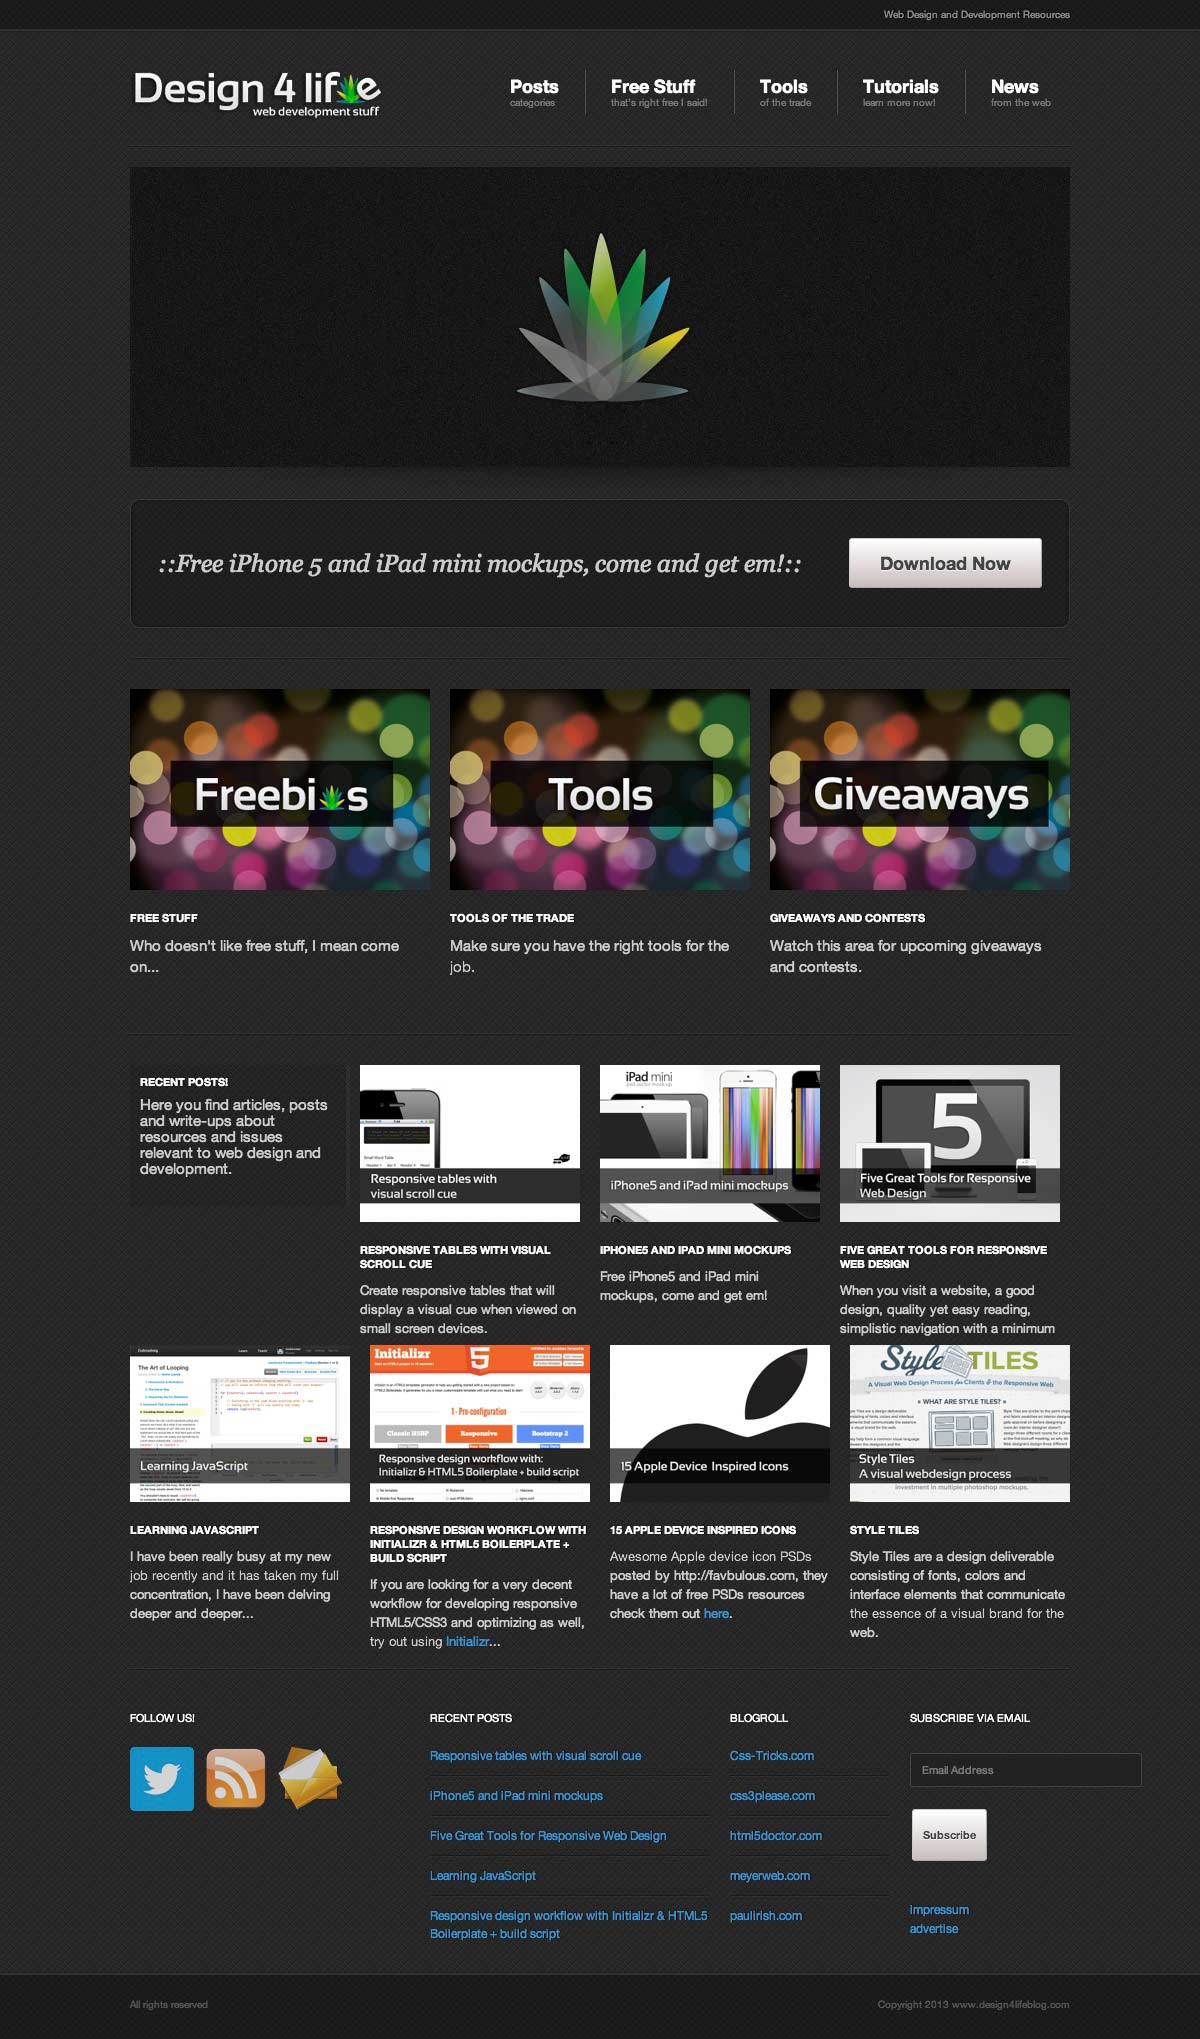 Web Design and Development Resources
Design 4 life
web development stuff
Posts
categories
Free Stuff
that's right free I said!
Tools
of the trade
Tutorials
learn more now!
News
from the web
::Free iPhone 5 and iPad mini mockups, come and get em!::
Download Now
Freebies
Tools
Giveaways
FREE STUFF
Who doesn't like free stuff, I mean come
on...
TOOLS OF THE TRADE
Make sure you have the right tools for the
job.
GIVEAWAYS AND CONTESTS
Watch this area for upcoming giveaways
and contests.
RECENT POSTS!
Here you find articles, posts
and write-ups about
resources and issues
relevant to web design and
development.
Small Word Table
Responsive tables with
visual scroll cue
RESPONSIVE TABLES WITH VISUAL
SCROLL CUE
Create responsive tables that will
display a visual cue when viewed on
small screen devices.
iPad mini
iPhone5 and iPad mini mockups
IPHONE5 AND IPAD MINI MOCKUPS
Free iPhone5 and iPad mini
mockups, come and get em!
5
Five Great Tools for Responsive
Web Design
FIVE GREAT TOOLS FOR RESPONSIVE
WEB DESIGN
When you visit a website, a good
design, quality yet easy reading,
simplistic navigation with a minimum
The Art of Looping
Learning JavaScript
LEARNING JAVASCRIPT
I have been really busy at my new
job recently and it has taken my full
concentration, I have been delving
deeper and deeper...
Initializr
5
1 - Pre-configuration
Classic H5BP
Responsive
Bootstrap 2
Responsive design workflow with:
Initializr & HTML5 Boilerplate + build script
RESPONSIVE DESIGN WORKFLOW WITH
INITIALIZR & HTML5 BOILERPLATE +
BUILD SCRIPT
If you are looking for a very decent
workflow for developing responsive
HTML5/CSS3 and optimizing as well,
try out using Initializr...
15 Apple Device Inspired Icons
15 APPLE DEVICE INSPIRED ICONS
Awesome Apple device icon PSDs
posted by http://favbulous.com, they
have a lot of free PSDs resources
check them out here.
Style TILES
A Visual Web Design Process for Clients & the Responsive Web
WHAT ARE STYLE TILES?
Style Tiles
A visual webdesign process
investment in multiple photoshop mockups.
STYLE TILES
Style Tiles are a design deliverable
consisting of fonts, colors and
interface elements that communicate
the essence of a visual brand for the
web.
FOLLOW US!
RECENT POSTS
Responsive tables with visual scroll cue
iPhone5 and iPad mini mockups
Five Great Tools for Responsive Web Design
Learning JavaScript
Responsive design workflow with Initializr & HTML5
Boilerplate + build script
BLOGROLL
Css-Tricks.com
css3please.com
html5doctor.com
meyerweb.com
paulirish.com
SUBSCRIBE VIA EMAIL
Email Address
Subscribe
impressum
advertise
All rights reserved
Copyright 2013 www.design4lifeblog.com